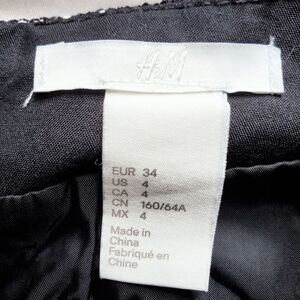 H&M
EUR 34
US 4
CA 4
CN 160/64A
MX 4
Made in
China
Fabriqué en
Chine